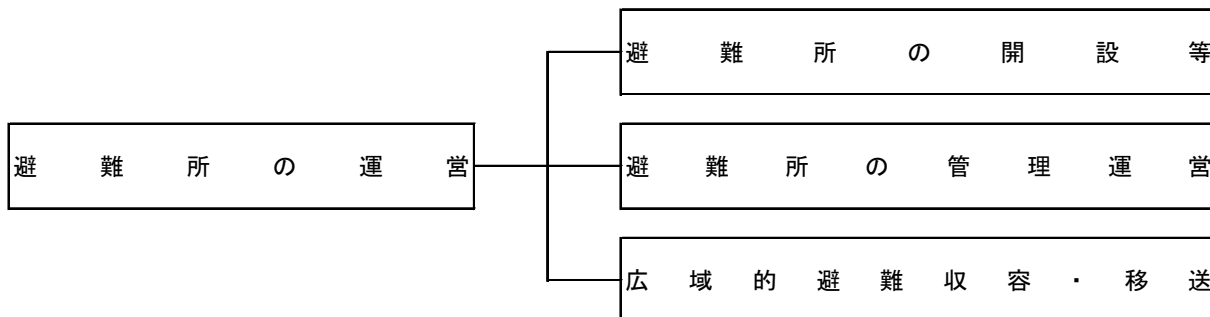 避難所の開設等
避難所の運営
避難所の管理運営
広域的避難収容・移送